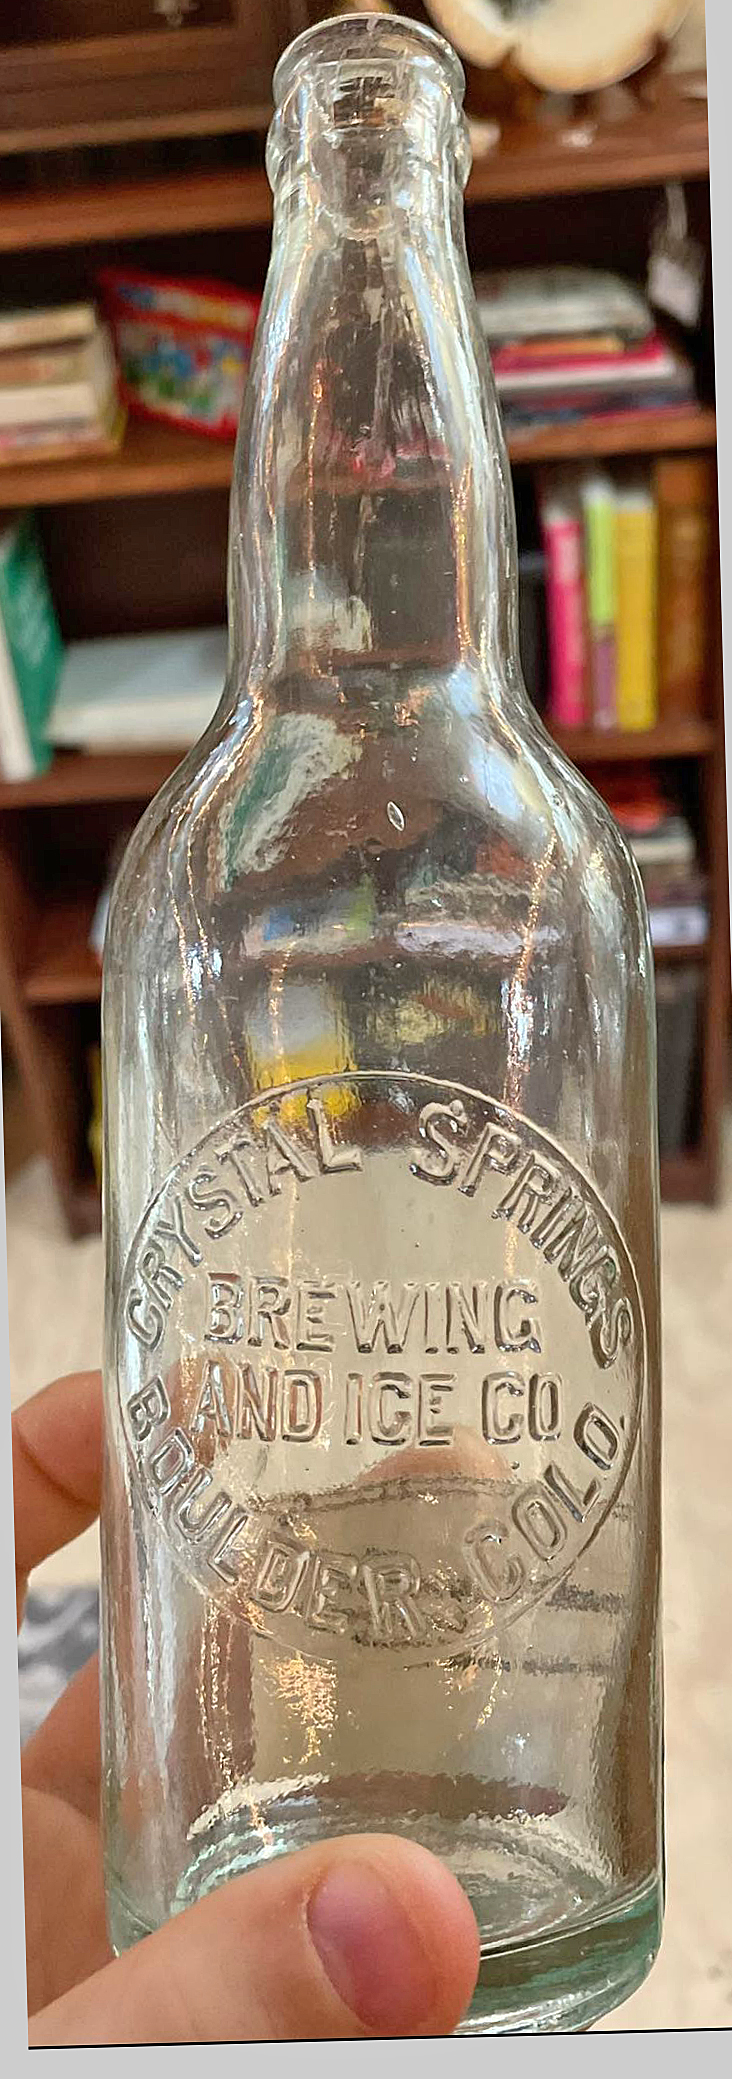 CRYSTAL SPRINGS
BREWING
AND ICE CO
BOULDER, COLO.